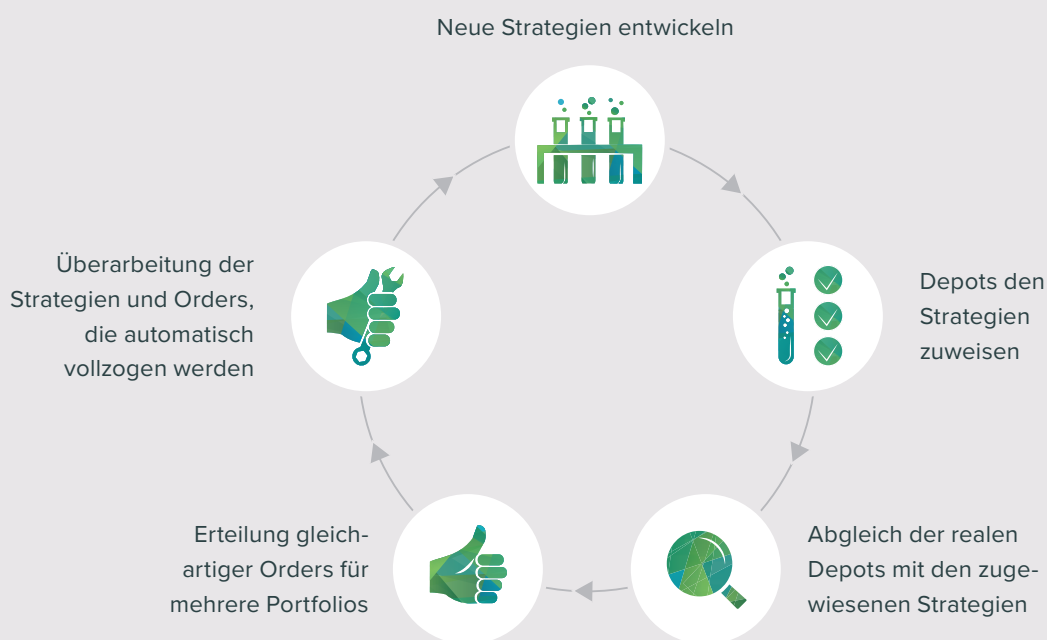 Neue Strategien entwickeln
Depots den
Strategien
zuweisen
Abgleich der realen
Depots mit den zuge-
wiesenen Strategien
Erteilung gleich-
artiger Orders für
mehrere Portfolios
Überarbeitung der
Strategien und Orders,
die automatisch
vollzogen werden